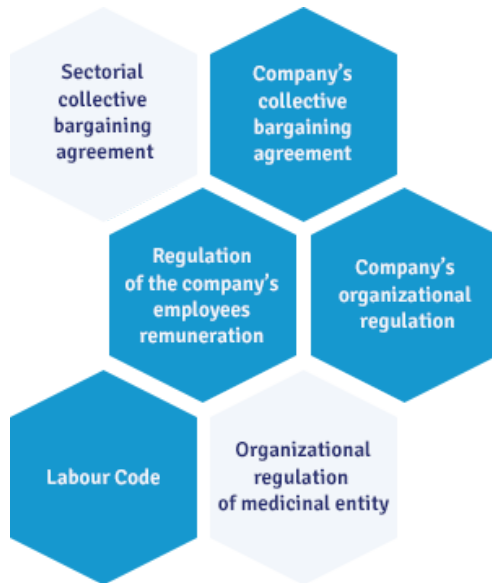 Sectorial
collective
bargaining
agreement
Company's
collective
bargaining
agreement
Regulation
of the company's
employees
remuneration
Company's
organizational
regulation
Labour Code
Organizational
regulation
of medicinal entity